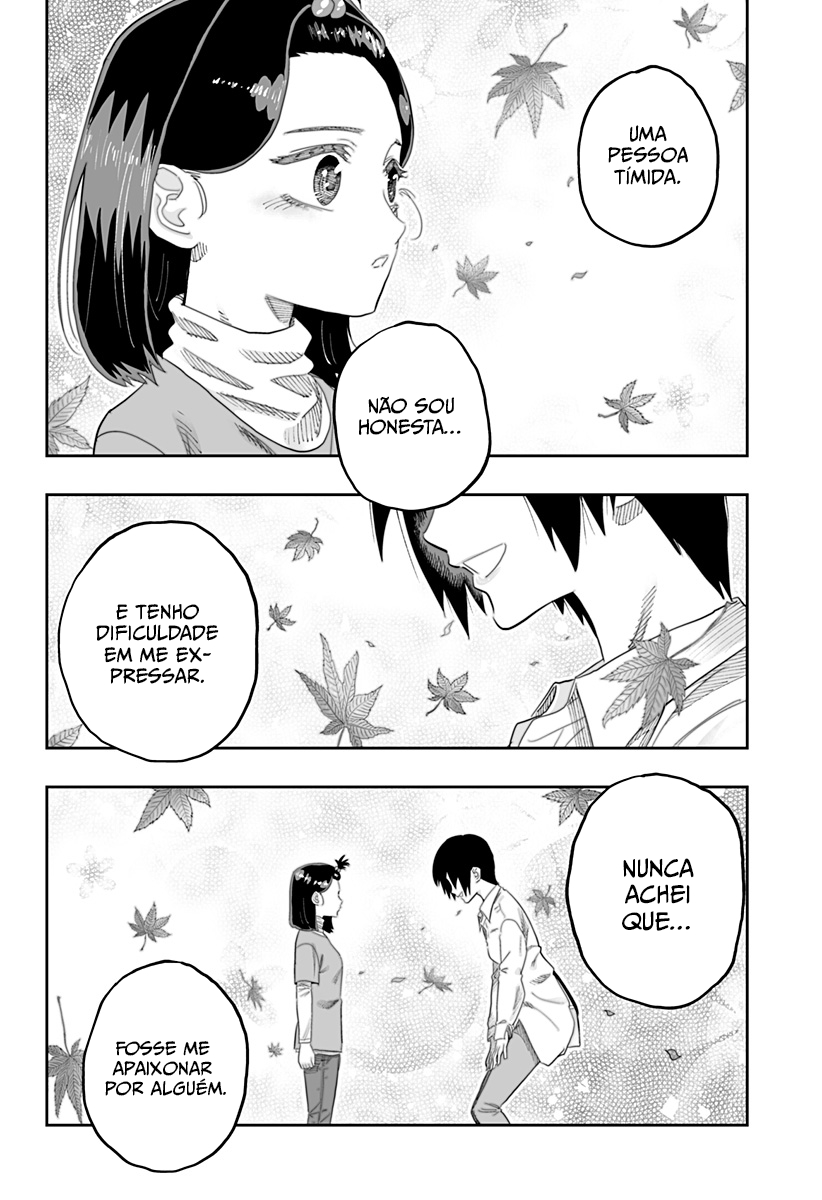 UMA
PESSOA
TÍMIDA.
NÃO SOU
HONESTA...
E TENHO
DIFICULDADE
EM ME EX-
PRESSAR.
NUNCA
ACHEI
QUE...
FOSSE ME
APAIXONAR
POR ALGUÉM.